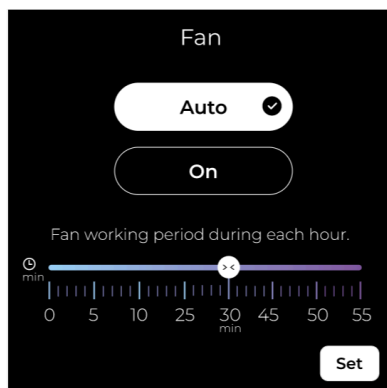 Fan
Auto
On
Fan working period during each hour.
min
0 5 10 25 30 45 50 55
min
Set